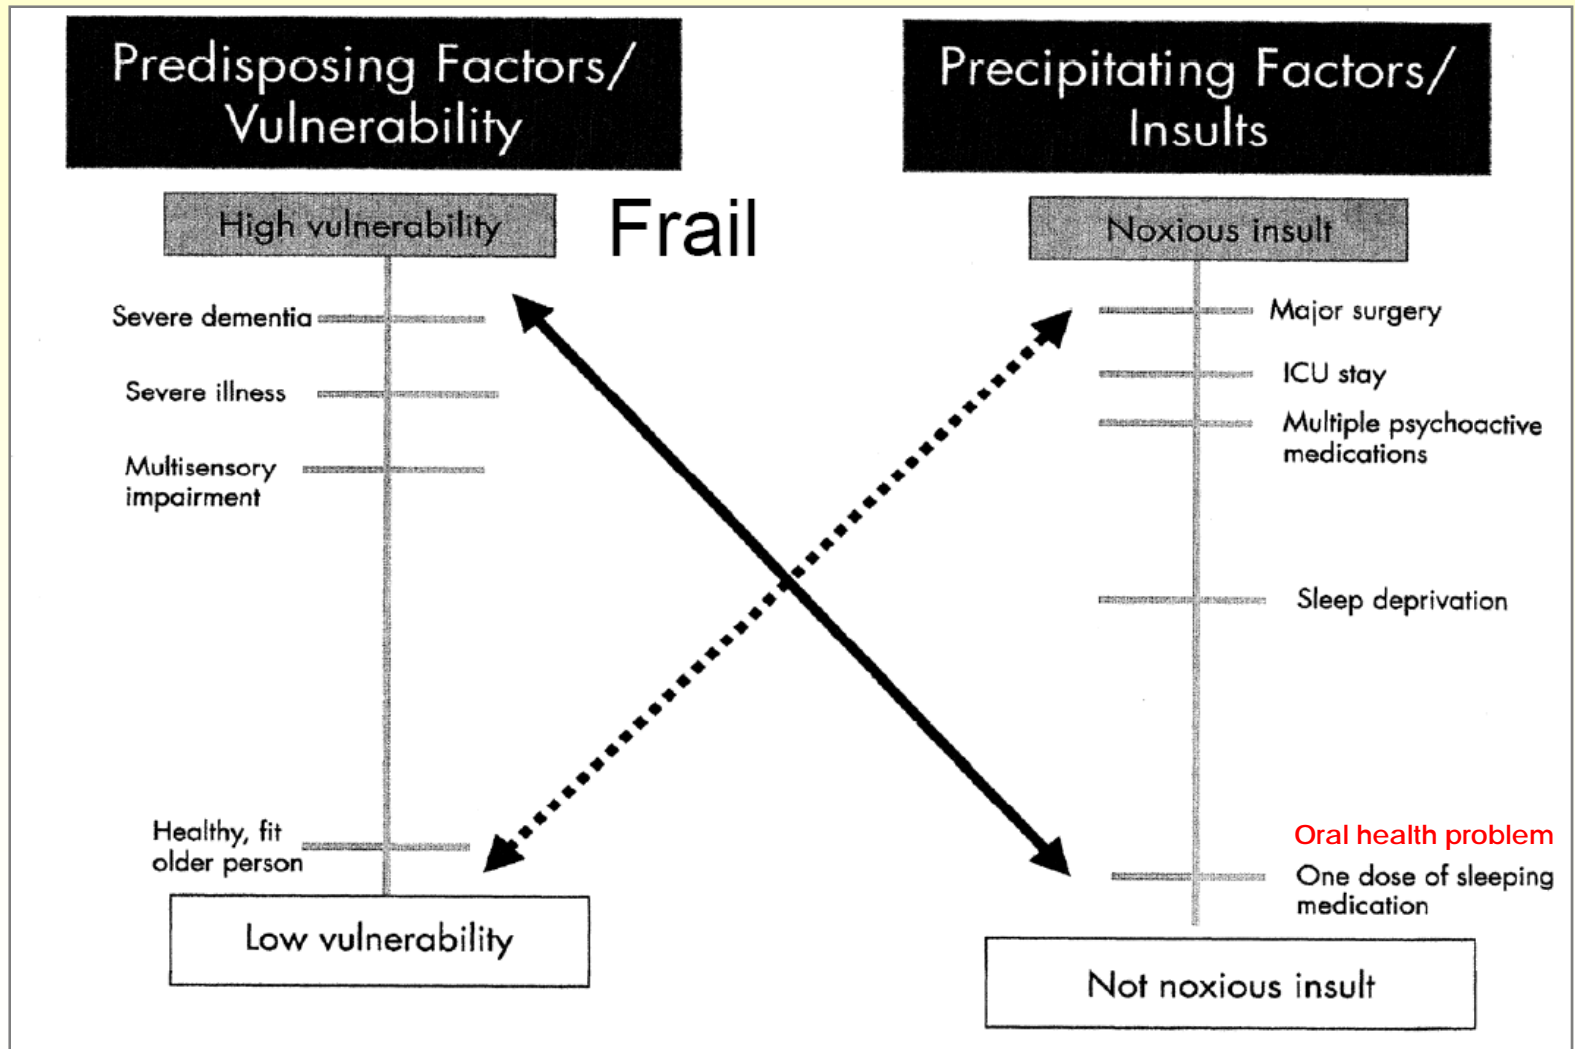 Predisposing Factors/
Vulnerability
High vulnerability
Frail
Severe dementia
Severe illness
Multisensory
impairment
Healthy, fit
older person
Low vulnerability
Precipitating Factors/
Insults
Noxious insult
Major surgery
ICU stay
Multiple psychoactive
medications
Sleep deprivation
Oral health problem
One dose of sleeping
medication
Not noxious insult